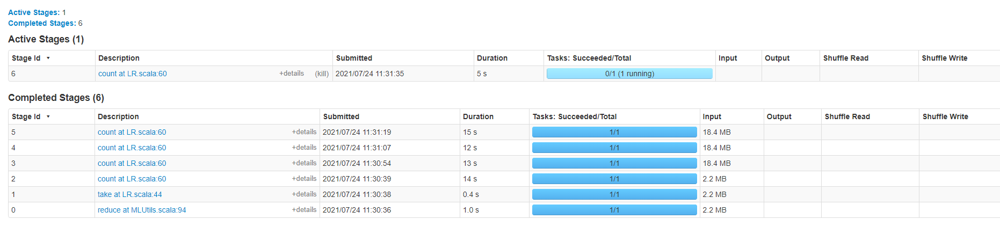 Active Stages: 1
Completed Stages: 6
Active Stages (1)
Stage Id ▾ Description Submitted Duration Tasks: Succeeded/Total Input Output Shuffle Read Shuffle Write
6 count at LR.scala:60 +details (kill) 2021/07/24 11:31:35 5 s 0/1 (1 running)
Completed Stages (6)
Stage Id ▾ Description Submitted Duration Tasks: Succeeded/Total Input Output Shuffle Read Shuffle Write
5 count at LR.scala:60 +details 2021/07/24 11:31:19 15 s 1/1 18.4 MB
4 count at LR.scala:60 +details 2021/07/24 11:31:07 12 s 1/1 18.4 MB
3 count at LR.scala:60 +details 2021/07/24 11:30:54 13 s 1/1 18.4 MB
2 count at LR.scala:60 +details 2021/07/24 11:30:39 14 s 1/1 2.2 MB
1 take at LR.scala:44 +details 2021/07/24 11:30:38 0.4 s 1/1 2.2 MB
0 reduce at MLUtils.scala:94 +details 2021/07/24 11:30:36 1.0 s 1/1 2.2 MB